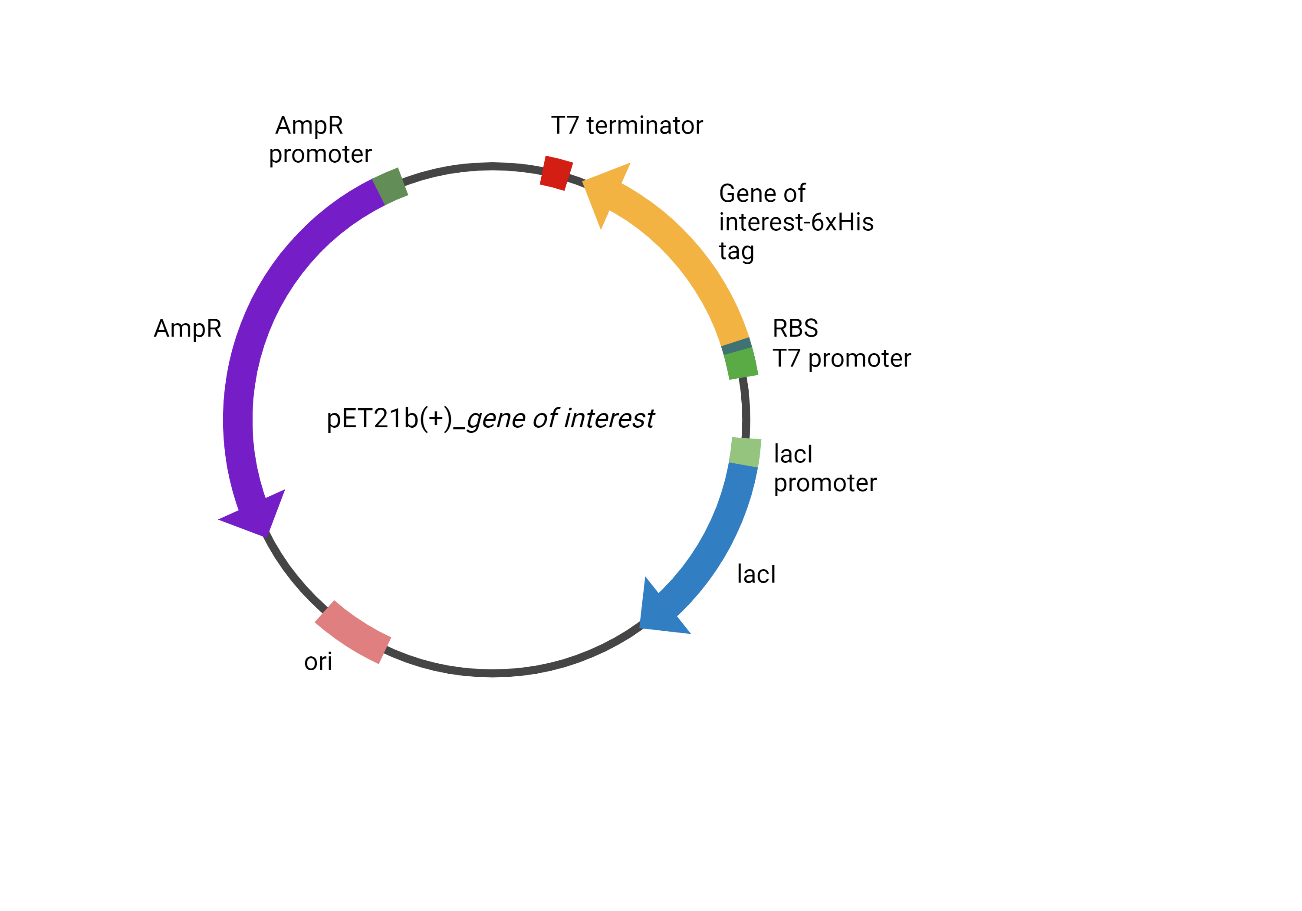 AmpR
promoter
T7 terminator
Gene of
interest-6xHis
tag
AmpR
RBS
T7 promoter
pET21b(+)_gene of interest
lacI
promoter
lacI
ori